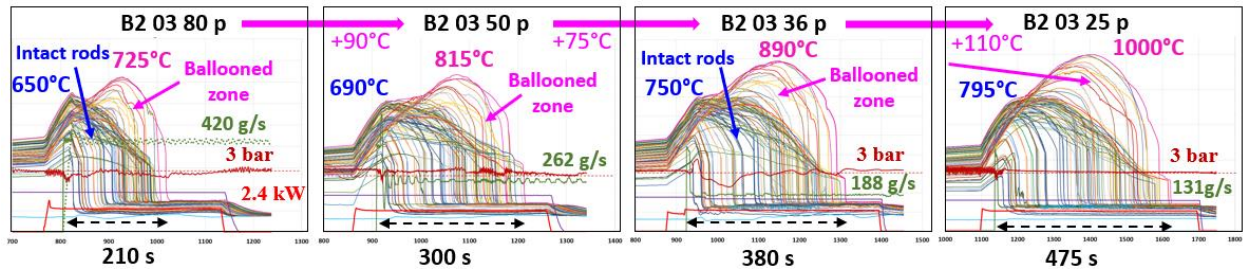 B2 03 80 p
B2 03 50 p
B2 03 36 p
B2 03 25 p
Intact rods
725°C
650°C
Ballooned
zone
420 g/s
3 bar
2.4 kW
700 800 900 1000 1100 1200 1300
210 s
+90°C
815°C
+75°C
690°C
Ballooned
zone
262 g/s
800 900 1000 1100 1200 1300 1400
300 s
Intact rods
890°C
750°C
Ballooned
zone
3 bar
188 g/s
800 900 1000 1100 1200 1300 1400 1500
380 s
+110°C
1000°C
795°C
3 bar
131g/s
1000 1100 1200 1300 1400 1500 1600 1700 1800
475 s